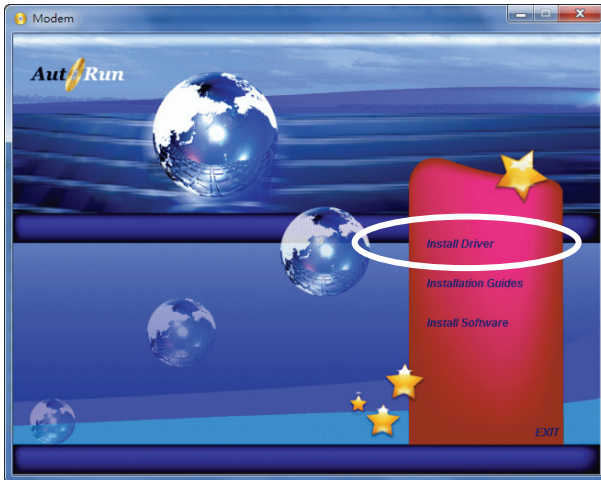 Modem
AutoRun
Install Driver
Installation Guides
Install Software
EXIT